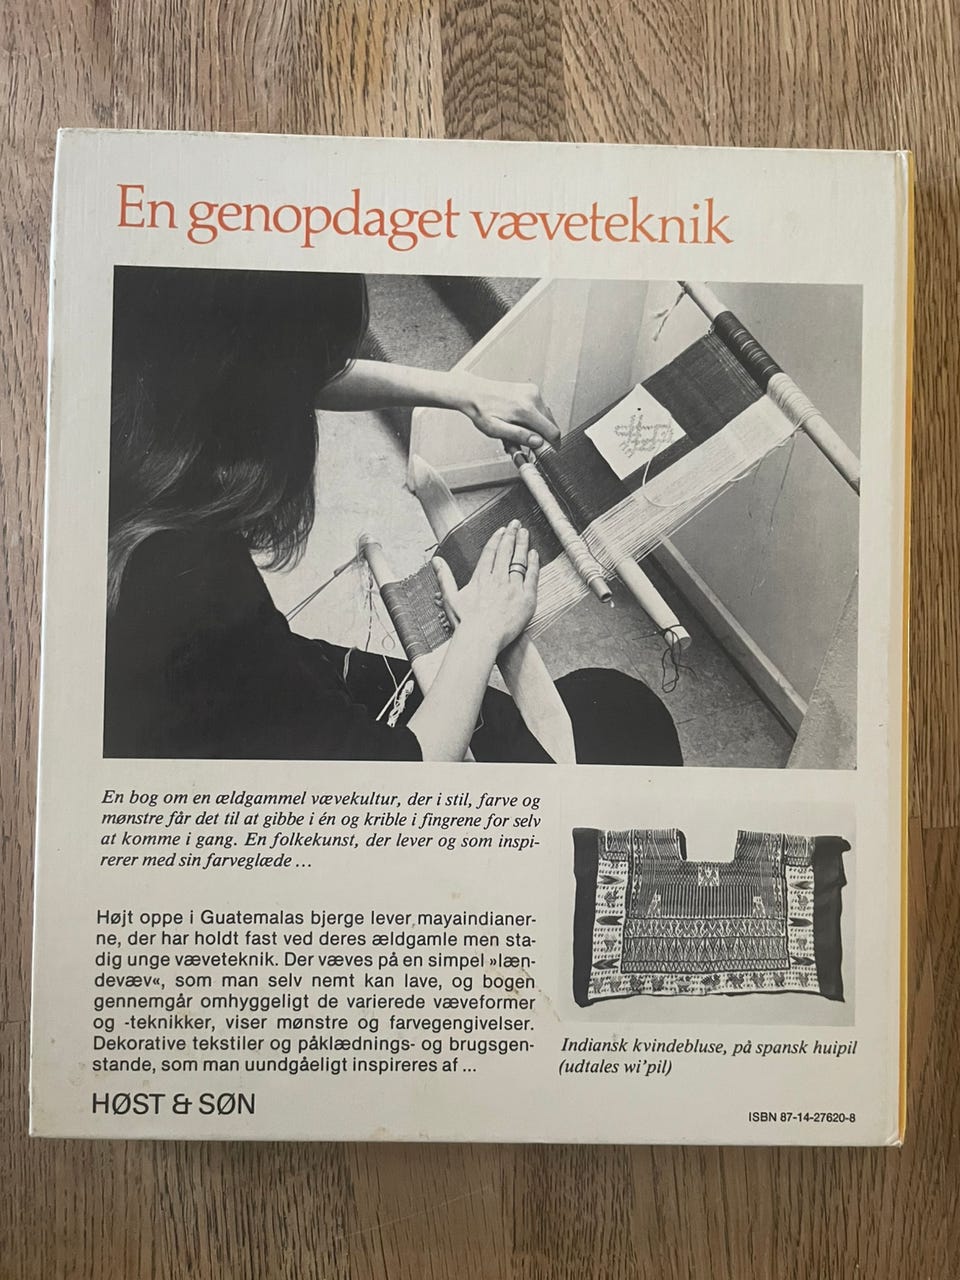 En genopdaget væveteknik
En bog om en ældgammel vævekultur, der i stil, farve og
mønstre får det til at gibbe i én og krible i fingrene for selv
at komme i gang. En folkekunst, der lever og som inspi-
rerer med sin farveglæde ...
Højt oppe i Guatemalas bjerge lever mayaindianer-
ne, der har holdt fast ved deres ældgamle men sta-
dig unge væveteknik. Der væves på en simpel »læn-
devæv«, som man selv nemt kan lave, og bogen
gennemgår omhyggeligt de varierede væveformer
og -teknikker, viser mønstre og farvegengivelser.
Dekorative tekstiler og påklædnings- og brugsgen-
stande, som man uundgåeligt inspireres af ...
Indiansk kvindebluse, på spansk huipil
(udtales wi'pil)
HØST & SØN
ISBN 87-14-27620-8